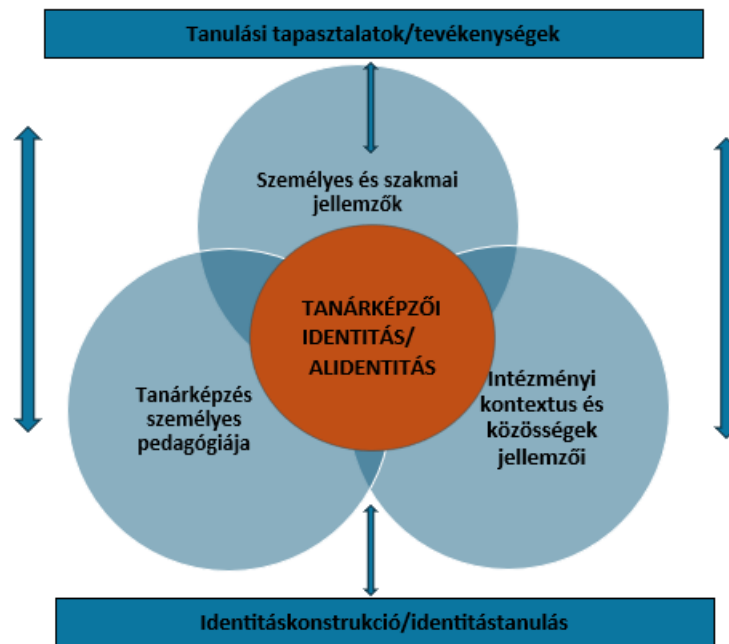 Tanulási tapasztalatok/tevékenységek
Személyes és szakmai
jellemzők
TANÁRKÉPZŐI
IDENTITÁS/
ALIDENTITÁS
Tanárképzés
személyes
pedagógiája
Intézményi
kontextus és
közösségek
jellemzői
Identitáskonstrukció/identitástanulás